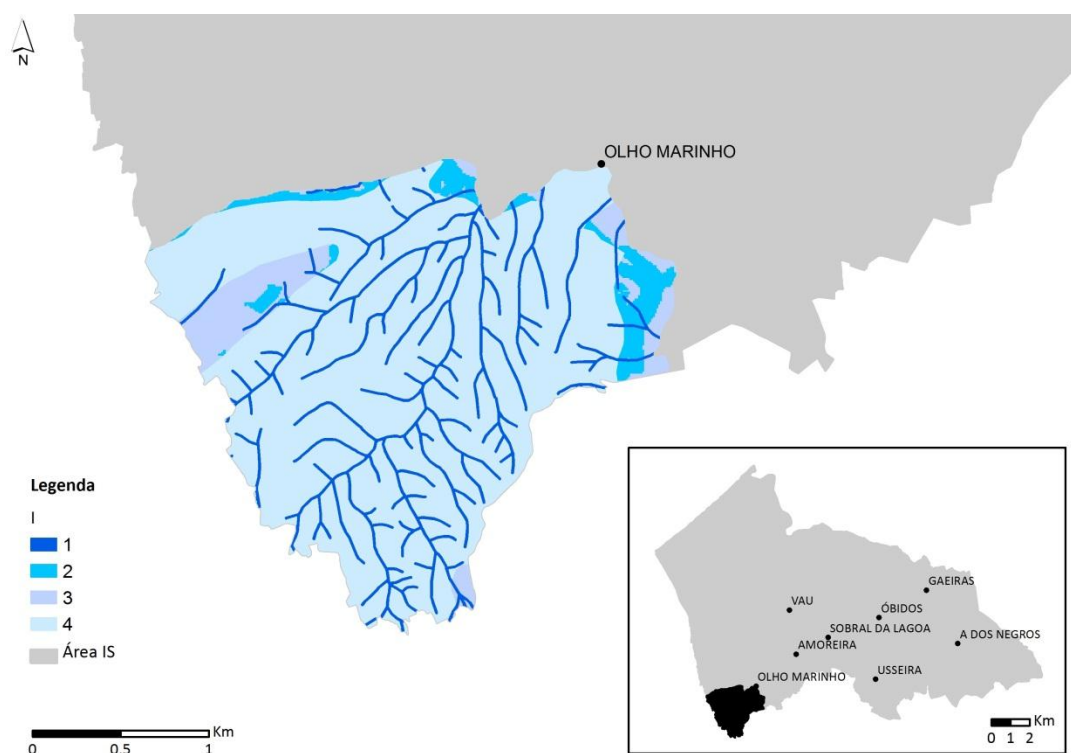 N
OLHO MARINHO
Legenda
I
1
2
3
4
Área IS
Km
0 0.5 1
GAEIRAS
VAU
ÓBIDOS
SOBRAL DA LAGOA
A DOS NEGROS
AMOREIRA
USSEIRA
OLHO MARINHO
Km
0 1 2